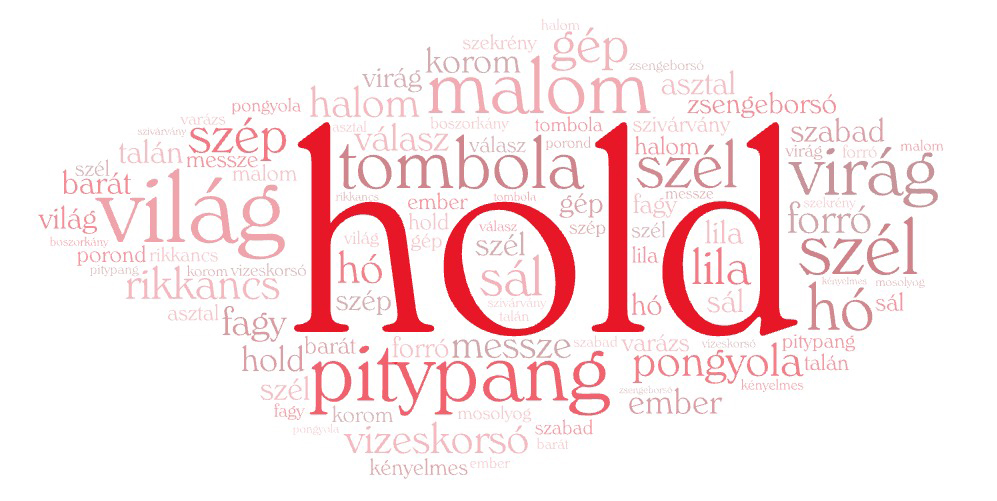 halom
szekrény gép
virág korom zsengeborsó
malom asztal
pongyola halom zsengeborsó
varázs boszorkány tombola szivárvány szabad
szivárvány szép asztal válasz válasz porond halom virág forró malom
talán messze
szél malom tombola szél virág
barát rikkancs ember tombola gép fagy messze szekrény
világ világ hold hold válasz szép szél lila forró
boszorkány világ gép szél lila szél
porond rikkancs
pitypang korom vizeskorsó hó sál lila kényelmes mosolyog
rikkancs szép szivárvány hó sál hó sál
asztal fagy talán
hold barát forró messze szabad varázs vizeskorsó pitypang
pitypang pongyola talán
szél zsengeborsó kényelmes
fagy korom mosolyog ember
pongyola vizeskorsó szabad
barát
kényelmes ember